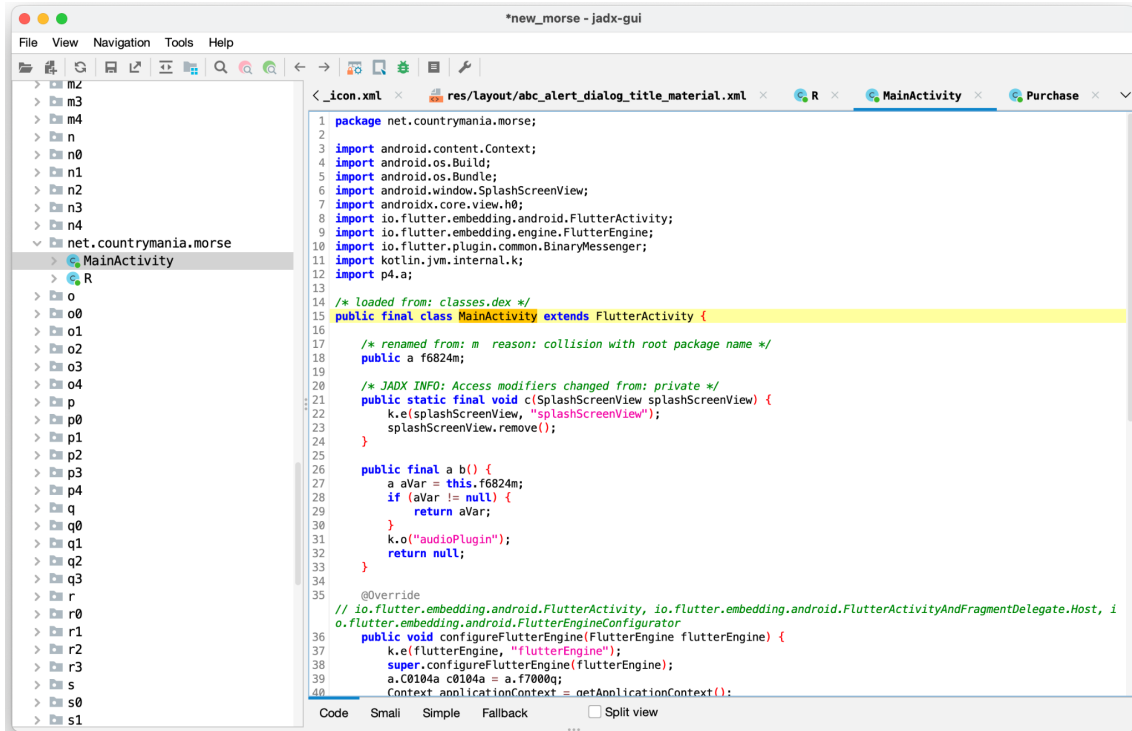 *new_morse - jadx-gui
File View Navigation Tools Help
m2
m3
m4
n
n0
n1
n2
n3
n4
net.countrymania.morse
MainActivity
R
o
o0
o1
o2
o3
o4
p
p0
p1
p2
p3
p4
q
q0
q1
q2
q3
r
r0
r1
r2
r3
s
s0
s1
_icon.xml res/layout/abc_alert_dialog_title_material.xml R MainActivity Purchase
1 package net.countrymania.morse;
2
3 import android.content.Context;
4 import android.os.Build;
5 import android.os.Bundle;
6 import android.window.SplashScreenView;
7 import androidx.core.view.h0;
8 import io.flutter.embedding.android.FlutterActivity;
9 import io.flutter.embedding.engine.FlutterEngine;
10 import io.flutter.plugin.common.BinaryMessenger;
11 import kotlin.jvm.internal.k;
12 import p4.a;
13
14 /* loaded from: classes.dex */
15 public final class MainActivity extends FlutterActivity {
16
17 /* renamed from: m reason: collision with root package name */
18 public a f6824m;
19
20 /* JADX INFO: Access modifiers changed from: private */
21 public static final void c(SplashScreenView splashScreenView) {
22 k.e(splashScreenView, "splashScreenView");
23 splashScreenView.remove();
24 }
25
26 public final a b() {
27 a aVar = this.f6824m;
28 if (aVar != null) {
29 return aVar;
30 }
31 k.o("audioPlugin");
32 return null;
33 }
34
35 @Override
// io.flutter.embedding.android.FlutterActivity, io.flutter.embedding.android.FlutterActivityAndFragmentDelegate.Host, i
o.flutter.embedding.android.FlutterEngineConfigurator
36 public void configureFlutterEngine(FlutterEngine flutterEngine) {
37 k.e(flutterEngine, "flutterEngine");
38 super.configureFlutterEngine(flutterEngine);
39 a.C0104a c0104a = a.f7000q;
40 Context applicationContext = getApplicationContext();
Code Smali Simple Fallback Split view